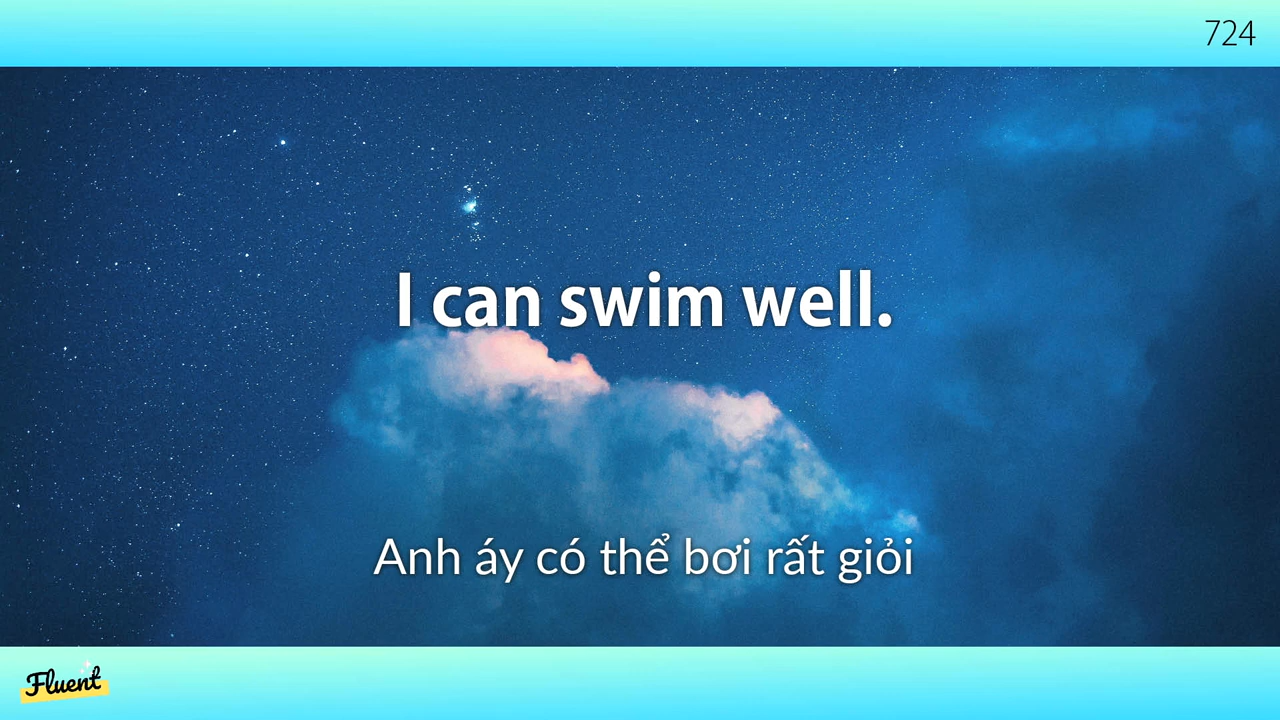 724
I can swim well.
Anh áy có thể bơi rất giỏi
Fluent